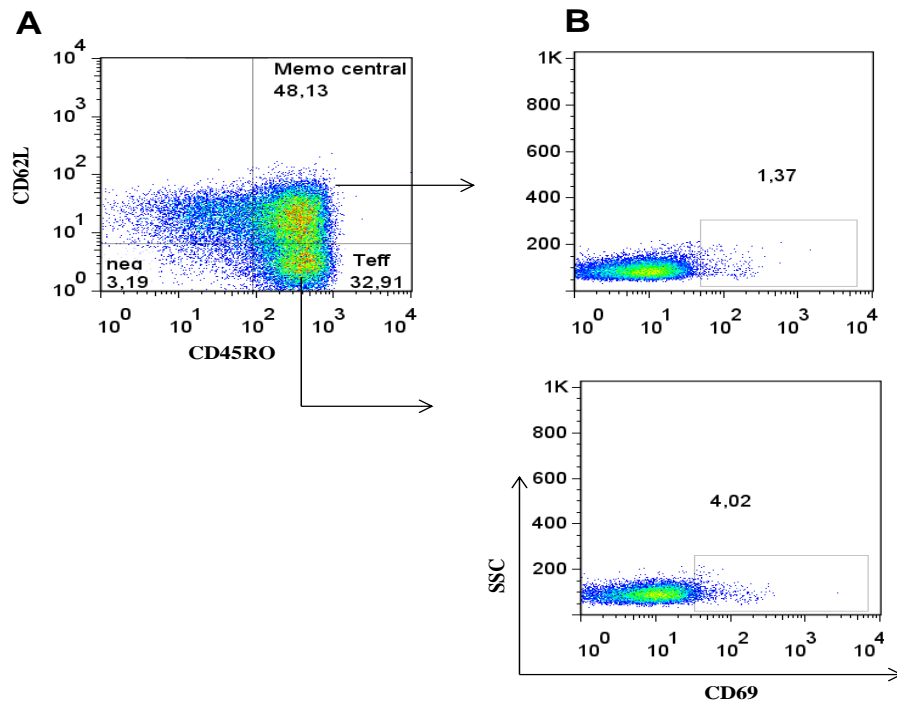 A
10^4
10^3
10^2
10^1
10^0
CD62L
Memo central
48,13
neg
3,19
Teff
32,91
10^0 10^1 10^2 10^3 10^4
CD45RO
B
1K
800
600
400
200
1,37
10^0 10^1 10^2 10^3 10^4
1K
800
600
400
200
4,02
SSC
10^0 10^1 10^2 10^3 10^4
CD69